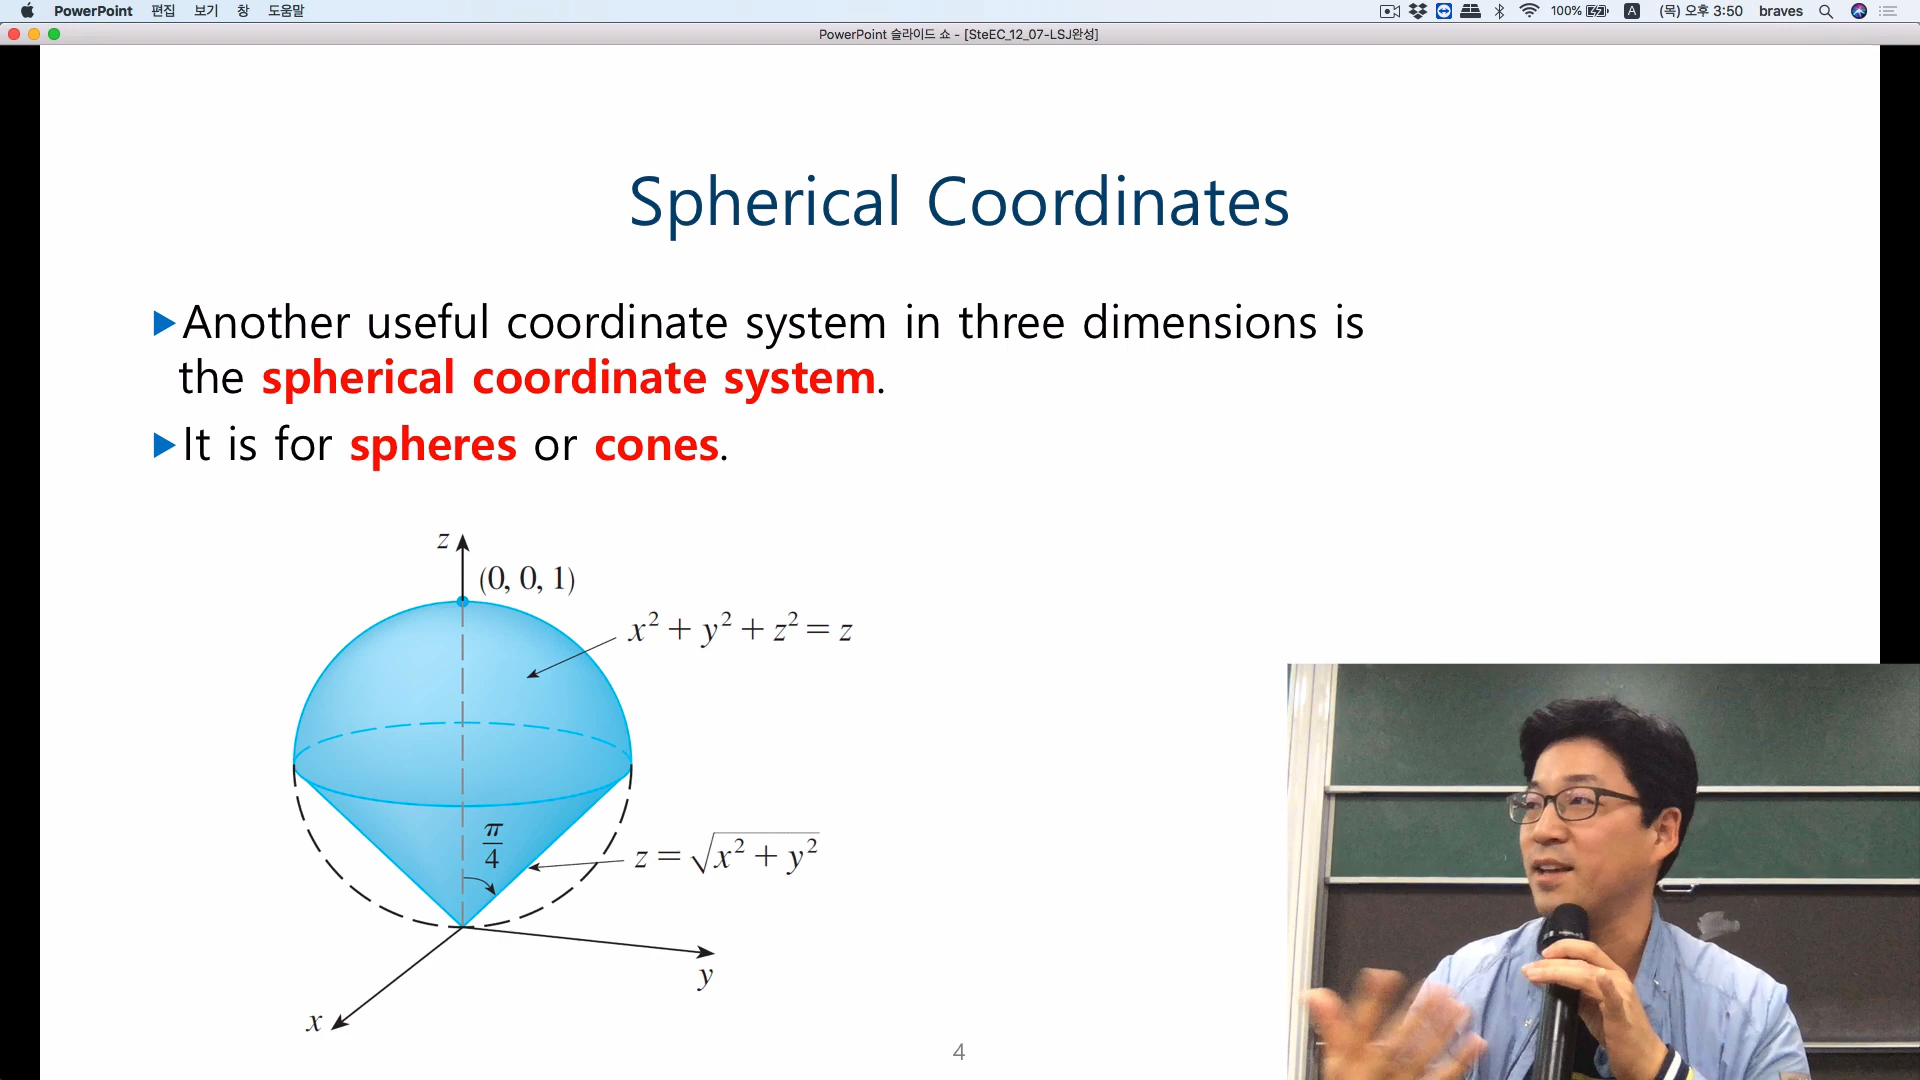 PowerPoint 편집 보기 창 도움말 100% A (목) 오후 3:50 braves
PowerPoint 슬라이드 쇼 - [SteEC_12_07-LSJ완성]
Spherical Coordinates
Another useful coordinate system in three dimensions is
the spherical coordinate system.
It is for spheres or cones.
z
(0, 0, 1)
x² + y² + z² = z
π/4
z = √(x² + y²)
y
x
4